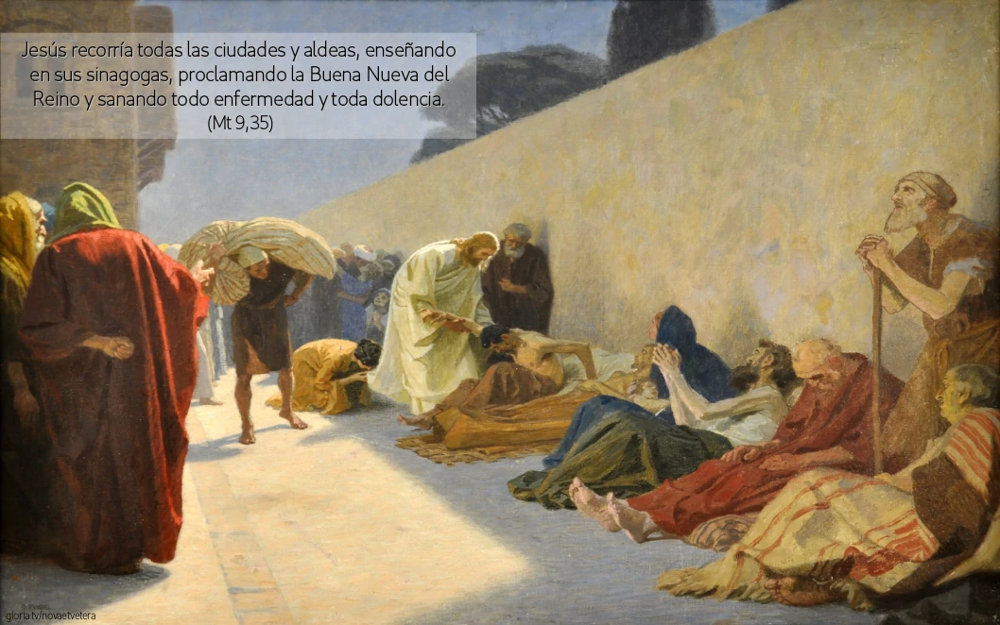 Jesús recorría todas las ciudades y aldeas, enseñando
en sus sinagogas, proclamando la Buena Nueva del
Reino y sanando todo enfermedad y toda dolencia.
(Mt 9,35)
gloria.tv/novaetvetera